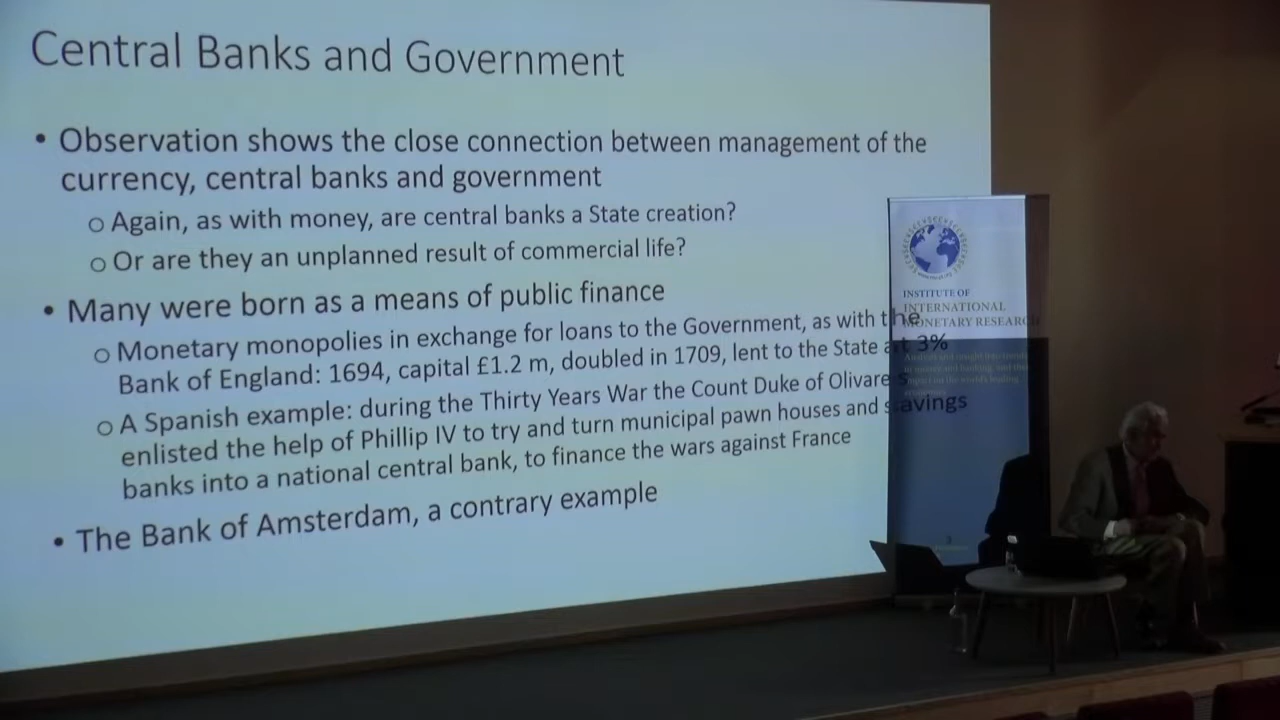 Central Banks and Government
• Observation shows the close connection between management of the
currency, central banks and government
o Again, as with money, are central banks a State creation?
o Or are they an unplanned result of commercial life?
• Many were born as a means of public finance
o Monetary monopolies in exchange for loans to the Government, as with the
Bank of England: 1694, capital £1.2 m, doubled in 1709, lent to the State at 3%
o A Spanish example: during the Thirty Years War the Count Duke of Olivares
enlisted the help of Phillip IV to try and turn municipal pawn houses and savings
banks into a national central bank, to finance the wars against France
• The Bank of Amsterdam, a contrary example
INSTITUTE OF
INTERNATIONAL
MONETARY RESEARCH